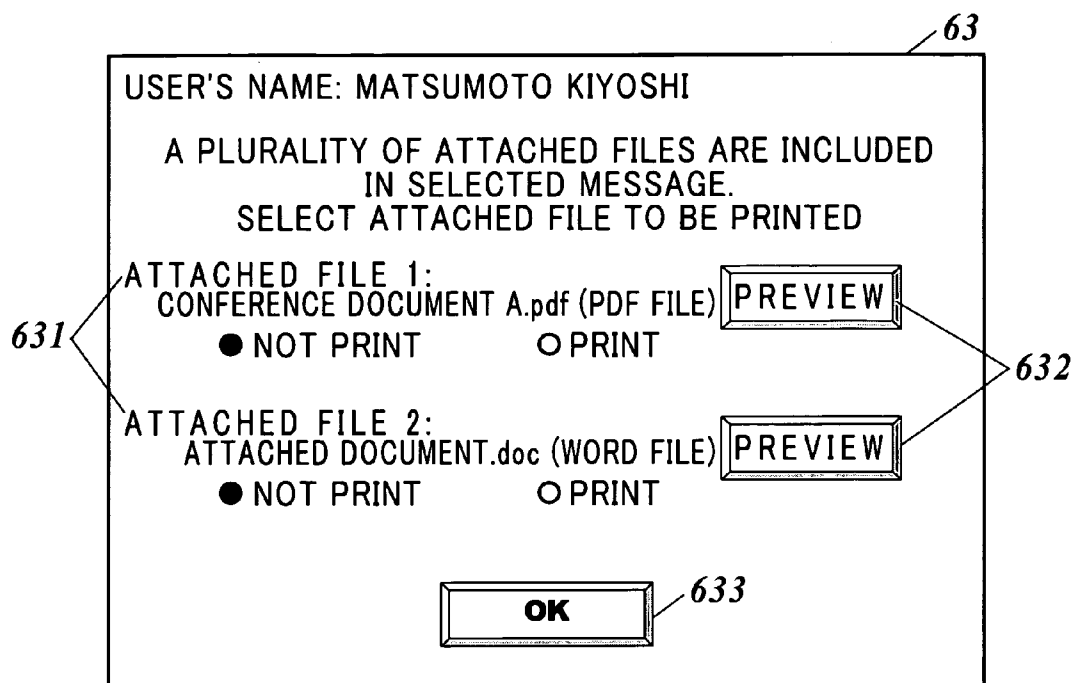 63
USER'S NAME: MATSUMOTO KIYOSHI
A PLURALITY OF ATTACHED FILES ARE INCLUDED
IN SELECTED MESSAGE.
SELECT ATTACHED FILE TO BE PRINTED
ATTACHED FILE 1:
CONFERENCE DOCUMENT A.pdf (PDF FILE) PREVIEW
631 ● NOT PRINT ○ PRINT
632
ATTACHED FILE 2:
ATTACHED DOCUMENT.doc (WORD FILE) PREVIEW
● NOT PRINT ○ PRINT
OK 633